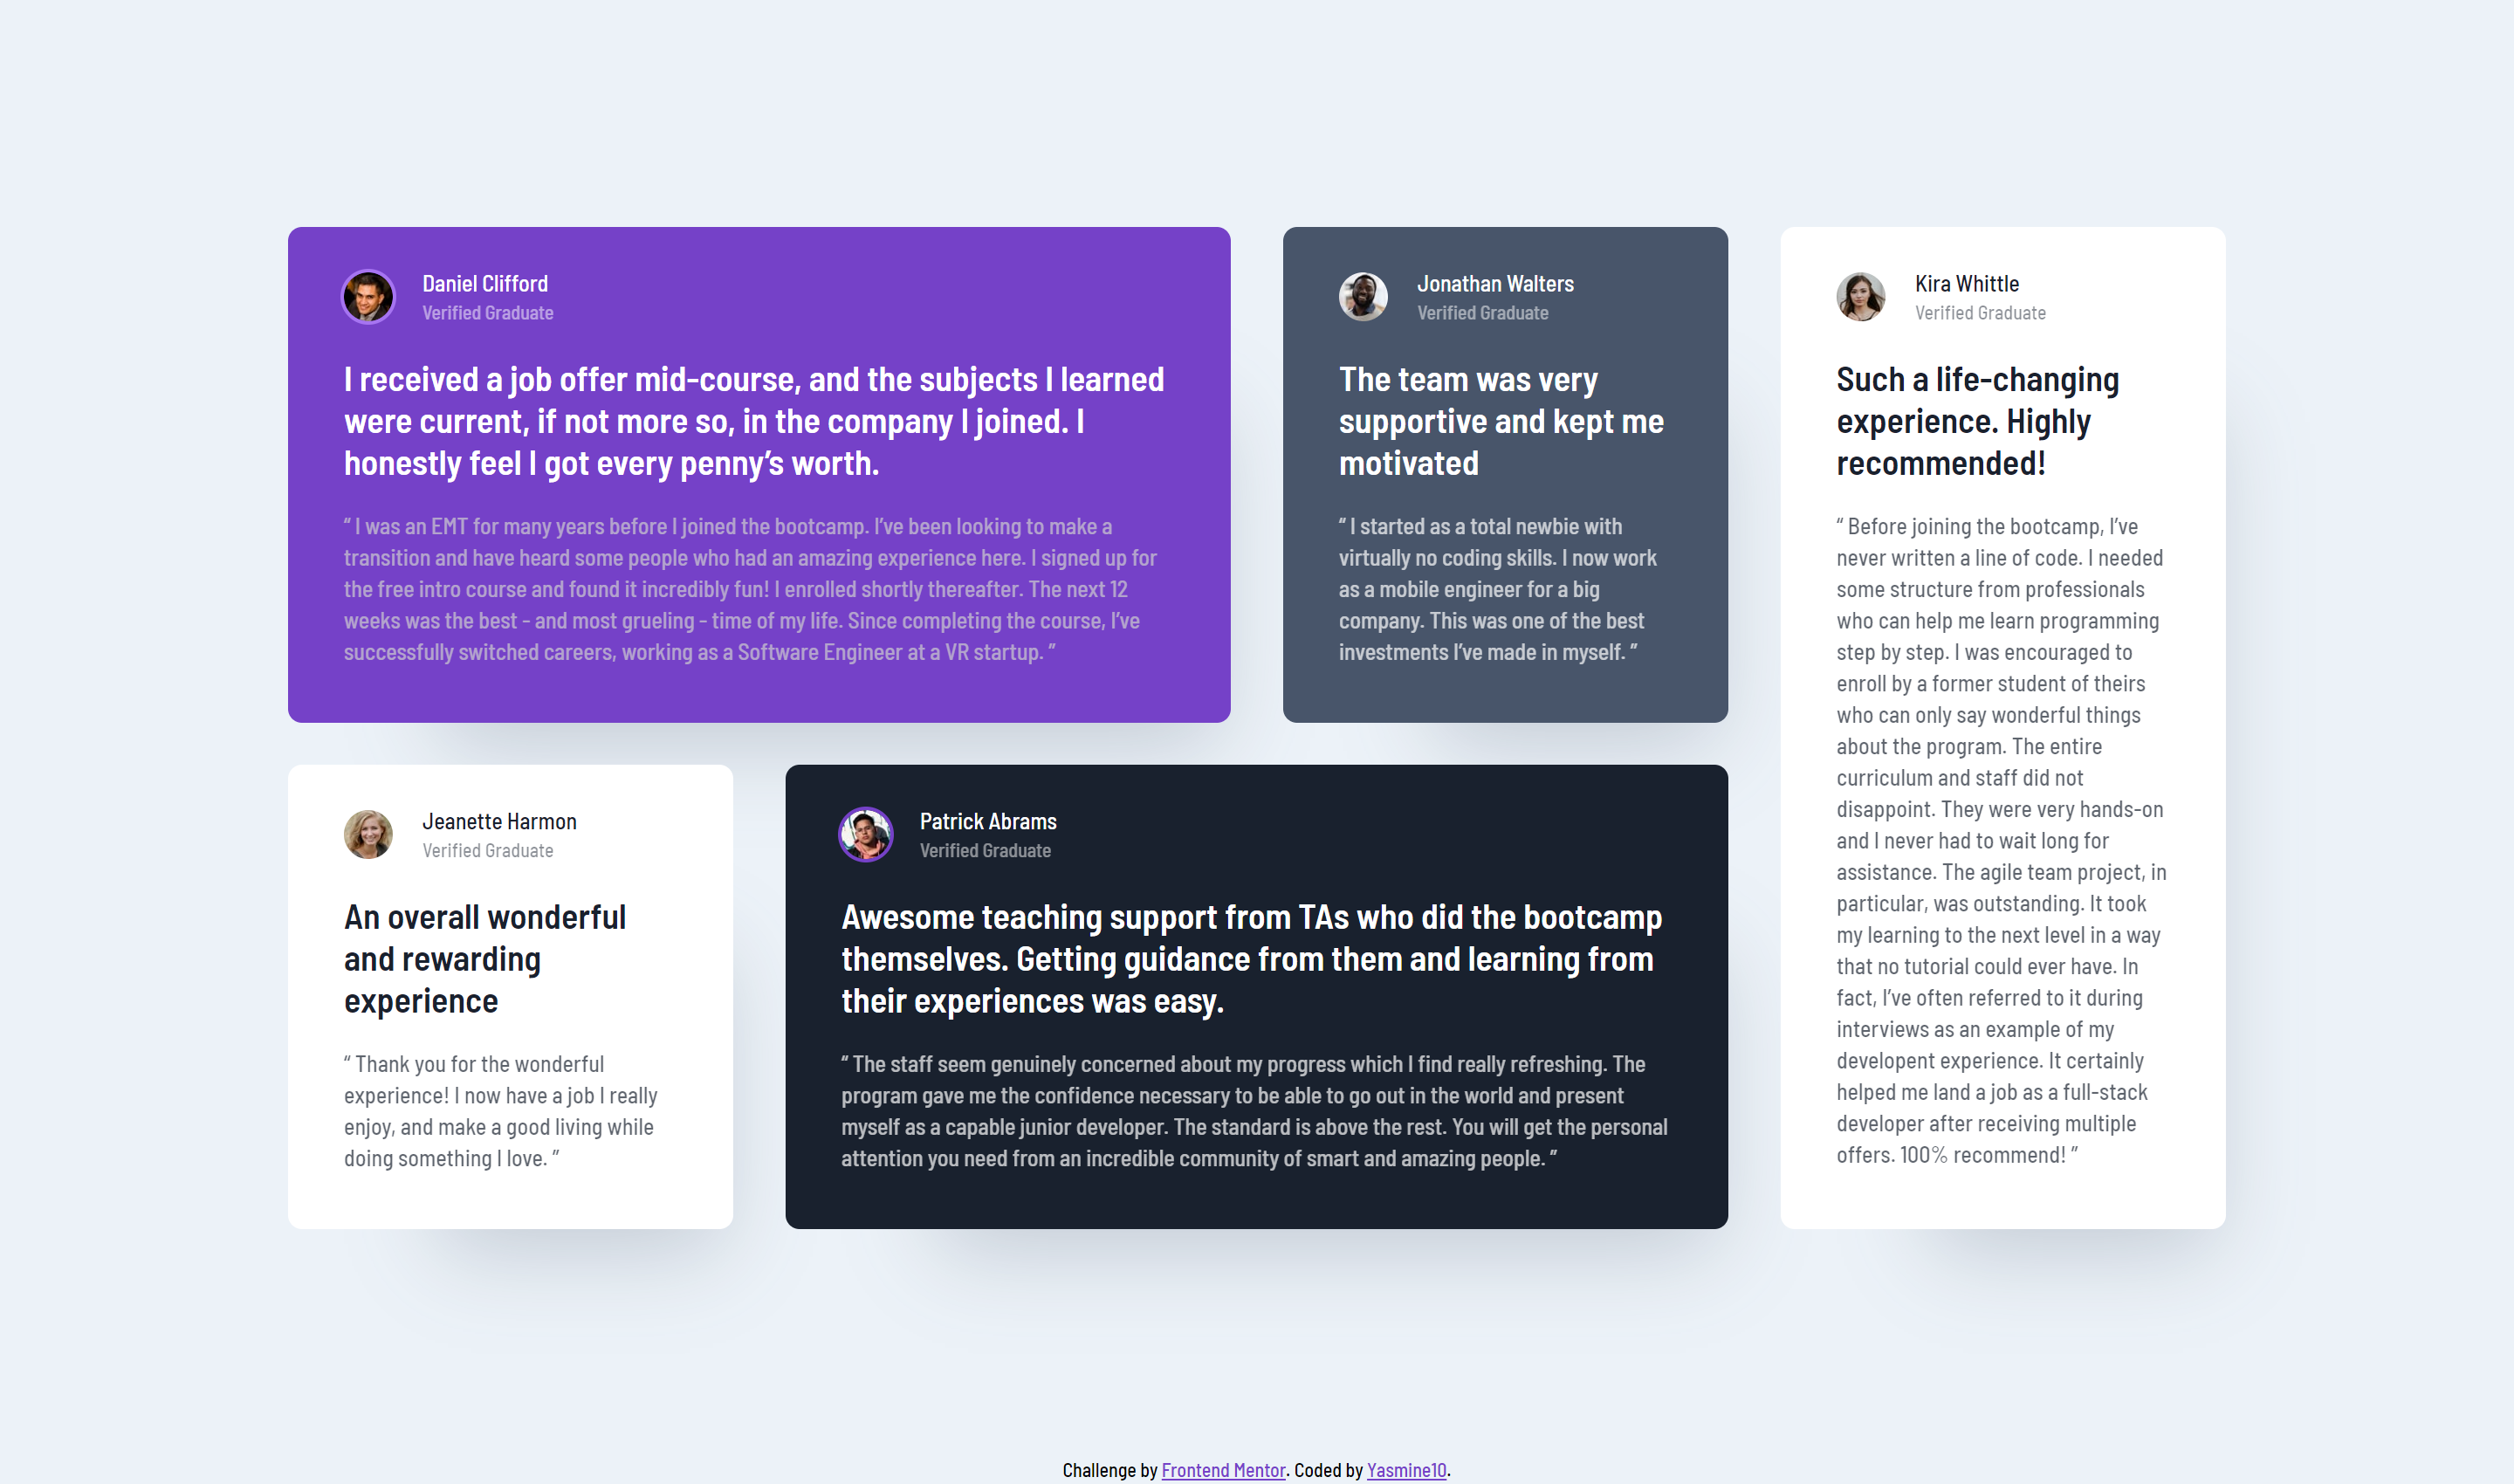 Daniel Clifford
Verified Graduate
I received a job offer mid-course, and the subjects I learned
were current, if not more so, in the company I joined. I
honestly feel I got every penny’s worth.
“ I was an EMT for many years before I joined the bootcamp. I’ve been looking to make a
transition and have heard some people who had an amazing experience here. I signed up for
the free intro course and found it incredibly fun! I enrolled shortly thereafter. The next 12
weeks was the best - and most grueling - time of my life. Since completing the course, I’ve
successfully switched careers, working as a Software Engineer at a VR startup. ”
Jonathan Walters
Verified Graduate
The team was very
supportive and kept me
motivated
“ I started as a total newbie with
virtually no coding skills. I now work
as a mobile engineer for a big
company. This was one of the best
investments I’ve made in myself. ”
Kira Whittle
Verified Graduate
Such a life-changing
experience. Highly
recommended!
“ Before joining the bootcamp, I’ve
never written a line of code. I needed
some structure from professionals
who can help me learn programming
step by step. I was encouraged to
enroll by a former student of theirs
who can only say wonderful things
about the program. The entire
curriculum and staff did not
disappoint. They were very hands-on
and I never had to wait long for
assistance. The agile team project, in
particular, was outstanding. It took
my learning to the next level in a way
that no tutorial could ever have. In
fact, I’ve often referred to it during
interviews as an example of my
developent experience. It certainly
helped me land a job as a full-stack
developer after receiving multiple
offers. 100% recommend! ”
Jeanette Harmon
Verified Graduate
An overall wonderful
and rewarding
experience
“ Thank you for the wonderful
experience! I now have a job I really
enjoy, and make a good living while
doing something I love. ”
Patrick Abrams
Verified Graduate
Awesome teaching support from TAs who did the bootcamp
themselves. Getting guidance from them and learning from
their experiences was easy.
“ The staff seem genuinely concerned about my progress which I find really refreshing. The
program gave me the confidence necessary to be able to go out in the world and present
myself as a capable junior developer. The standard is above the rest. You will get the personal
attention you need from an incredible community of smart and amazing people. ”
Challenge by Frontend Mentor. Coded by Yasmine10.